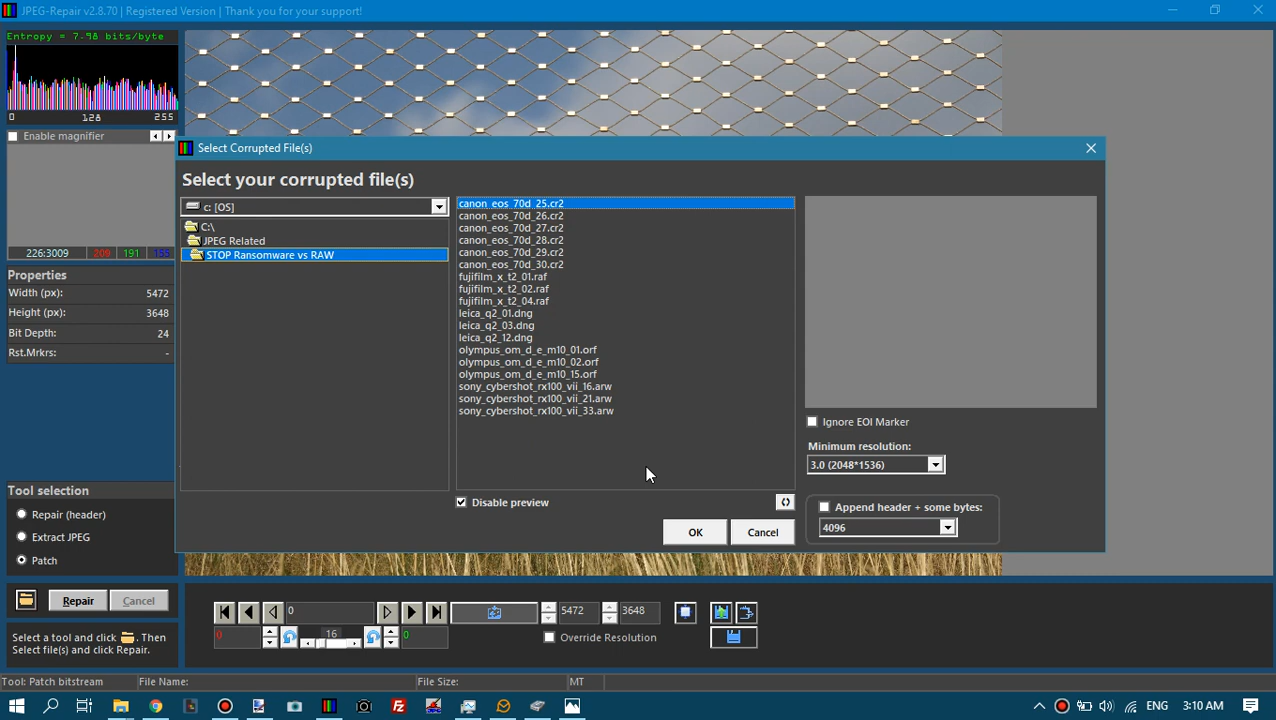 JPEG-Repair v2.8.70 | Registered Version | Thank you for your support!
Entropy = 7.98 bits/byte
0 128 255
Enable magnifier
226:3009 209 191 155
Properties
Width (px): 5472
Height (px): 3648
Bit Depth: 24
Rst.Mrkrs: -
Tool selection
Repair (header)
Extract JPEG
Patch
Repair Cancel
Select a tool and click . Then
Select file(s) and click Repair.
Select Corrupted File(s)
Select your corrupted file(s)
c: [OS]
C:\
JPEG Related
STOP Ransomware vs RAW
canon_eos_70d_25.cr2
canon_eos_70d_26.cr2
canon_eos_70d_27.cr2
canon_eos_70d_28.cr2
canon_eos_70d_29.cr2
canon_eos_70d_30.cr2
fujifilm_x_t2_01.raf
fujifilm_x_t2_02.raf
fujifilm_x_t2_04.raf
leica_q2_01.dng
leica_q2_03.dng
leica_q2_12.dng
olympus_om_d_e_m10_01.orf
olympus_om_d_e_m10_02.orf
olympus_om_d_e_m10_15.orf
sony_cybershot_rx100_vii_16.arw
sony_cybershot_rx100_vii_21.arw
sony_cybershot_rx100_vii_33.arw
Disable preview
OK Cancel
Ignore EOI Marker
Minimum resolution:
3.0 (2048*1536)
Append header + some bytes:
4096
0 5472 3648
0 16 0
Override Resolution
Tool: Patch bitstream File Name: File Size: MT
3:10 AM